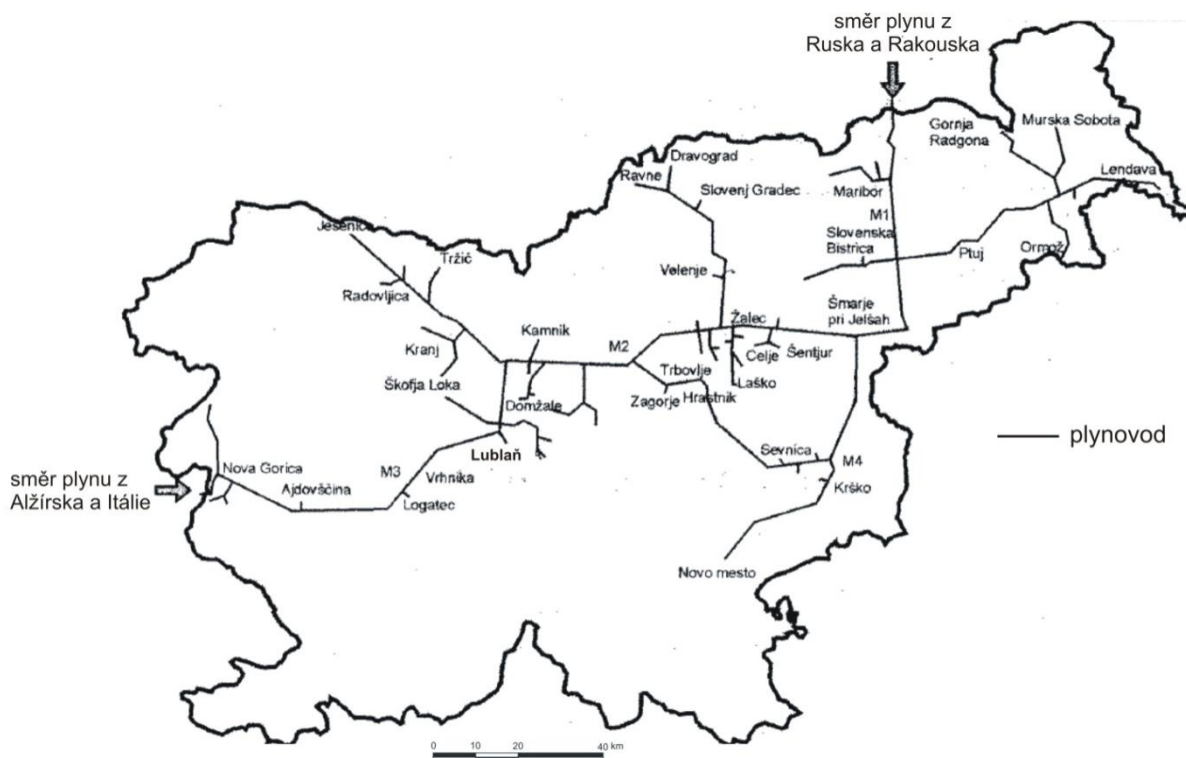 směr plynu z
Ruska a Rakouska
Gornja
Radgona
Murska Sobota
Dravograd
Ravne
Lendava
Slovenj Gradec
Maribor
M1
Jesenice
Slovenska
Bistrica
Ptuj
Ormož
Tržič
Velenje
Radovljica
Šmarje
pri Jelšah
Žalec
Kamnik
M2
Kranj
Celje
Šentjur
Trbovlje
Laško
Škofja Loka
Zagorje
Hrastnik
Domžale
plynovod
Lublaň
Sevnica
M4
směr plynu z
Alžírska a Itálie
Nova Gorica
M3
Vrhnika
Krško
Ajdovščina
Logatec
Novo mesto
0 10 20 40 km